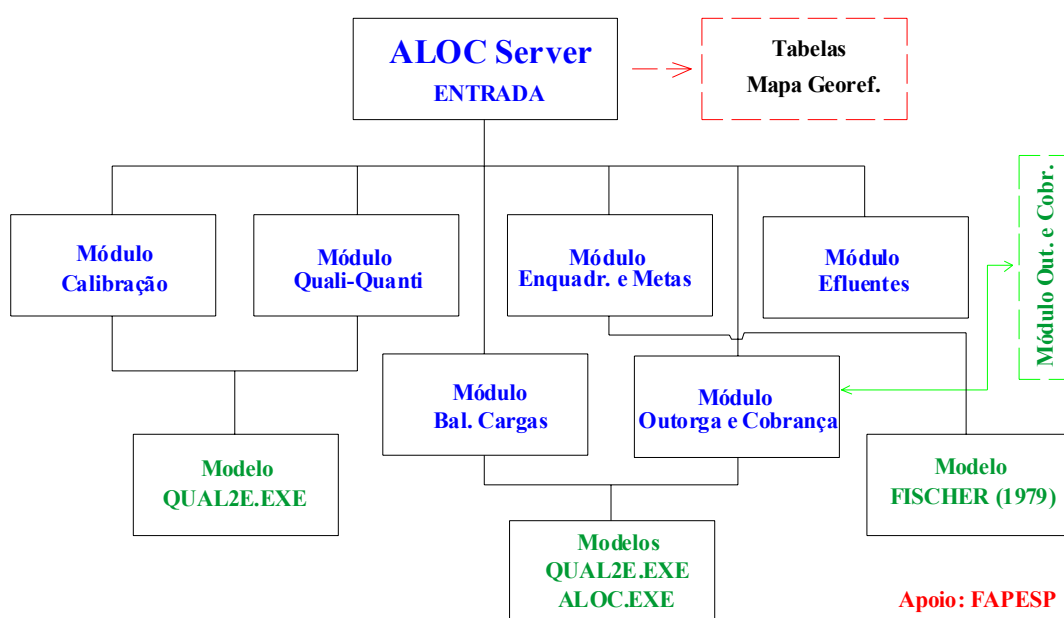 ALOC Server
ENTRADA
Tabelas
Mapa Georef.
Módulo
Calibração
Módulo
Quali-Quanti
Módulo
Enquadr. e Metas
Módulo
Efluentes
Módulo Out. e Cobr.
Módulo
Bal. Cargas
Módulo
Outorga e Cobrança
Modelo
QUAL2E.EXE
Modelo
FISCHER (1979)
Modelos
QUAL2E.EXE
ALOC.EXE
Apoio: FAPESP